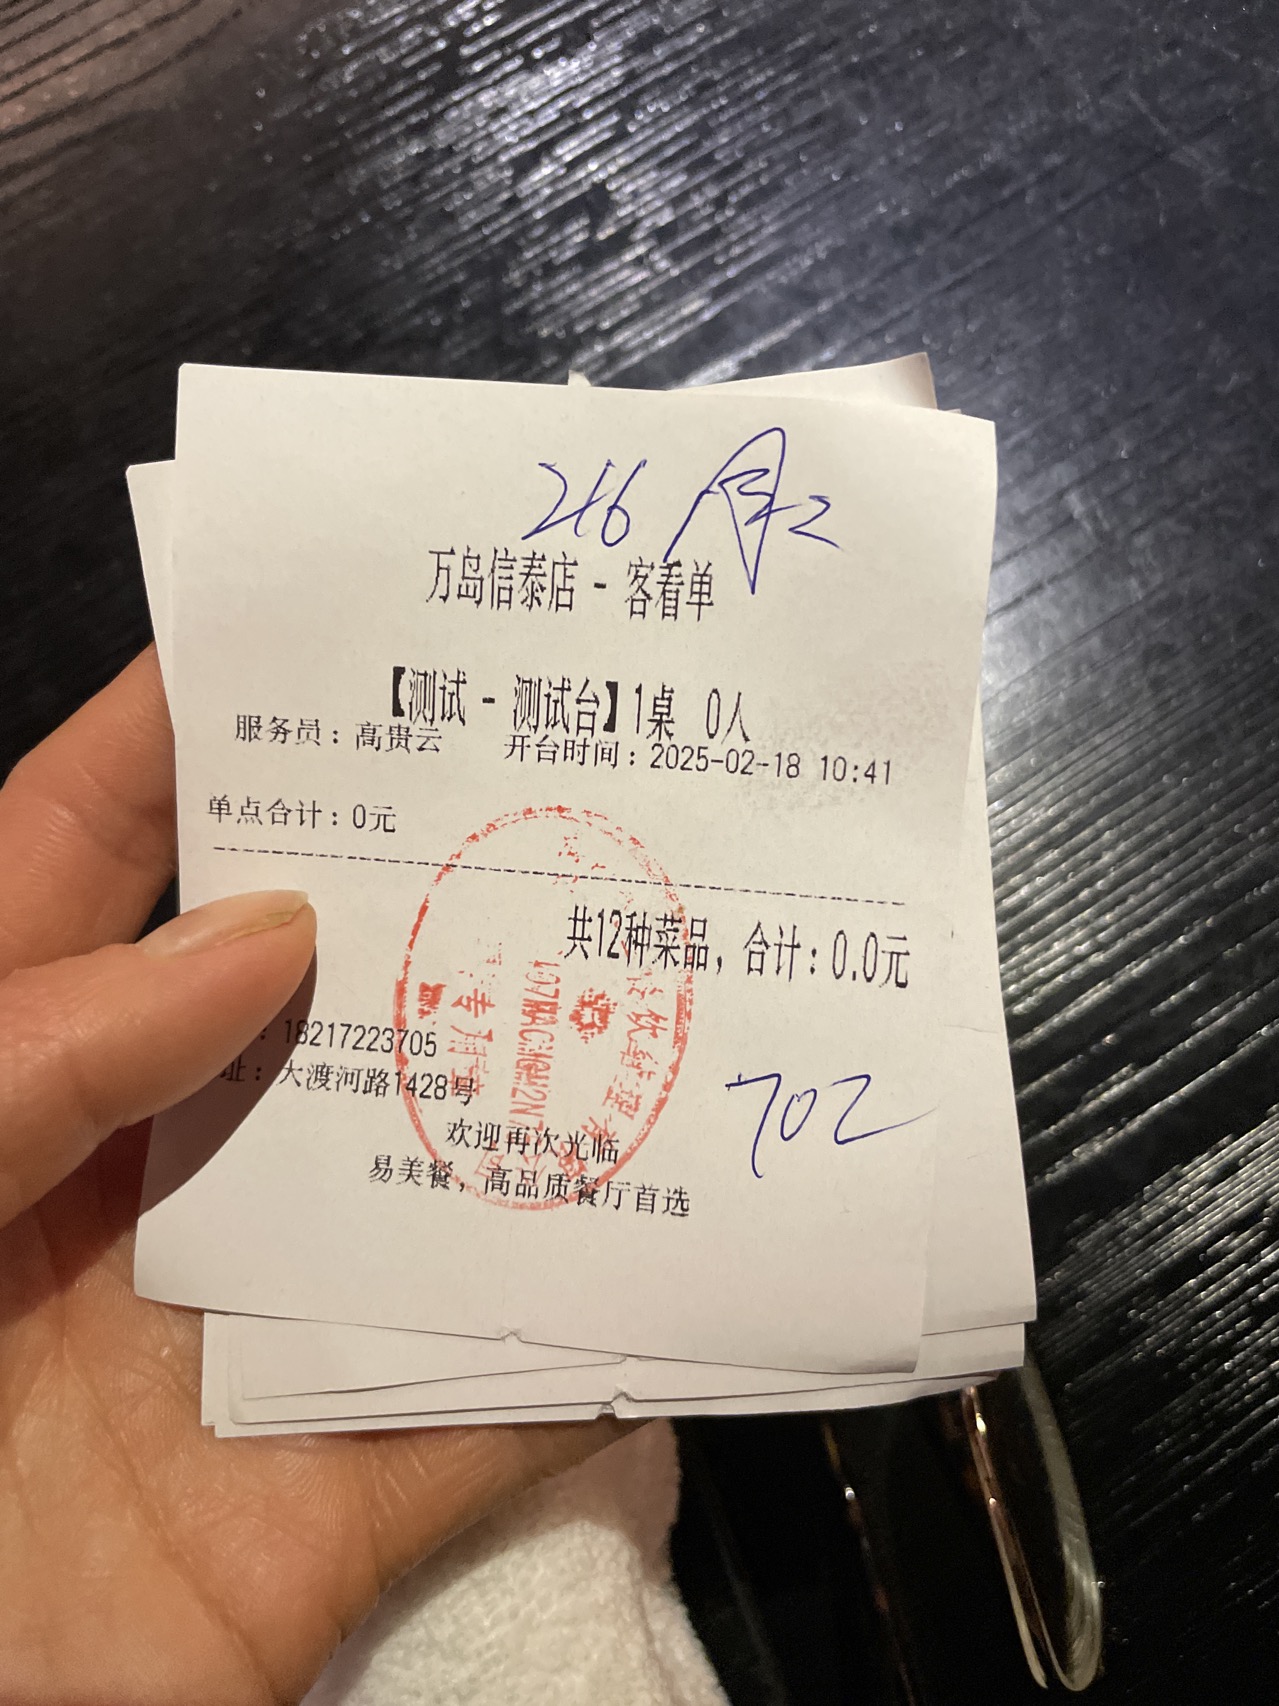 万岛信泰店 - 客看单
【测试 - 测试台】1桌 0人
服务员：高贵云 开台时间：2025-02-18 10:41
单点合计：0元
共12种菜品，合计：0.0元
：18217223705
址：大渡河路1428号
702
欢迎再次光临
易美餐，高品质餐厅首选
专用章